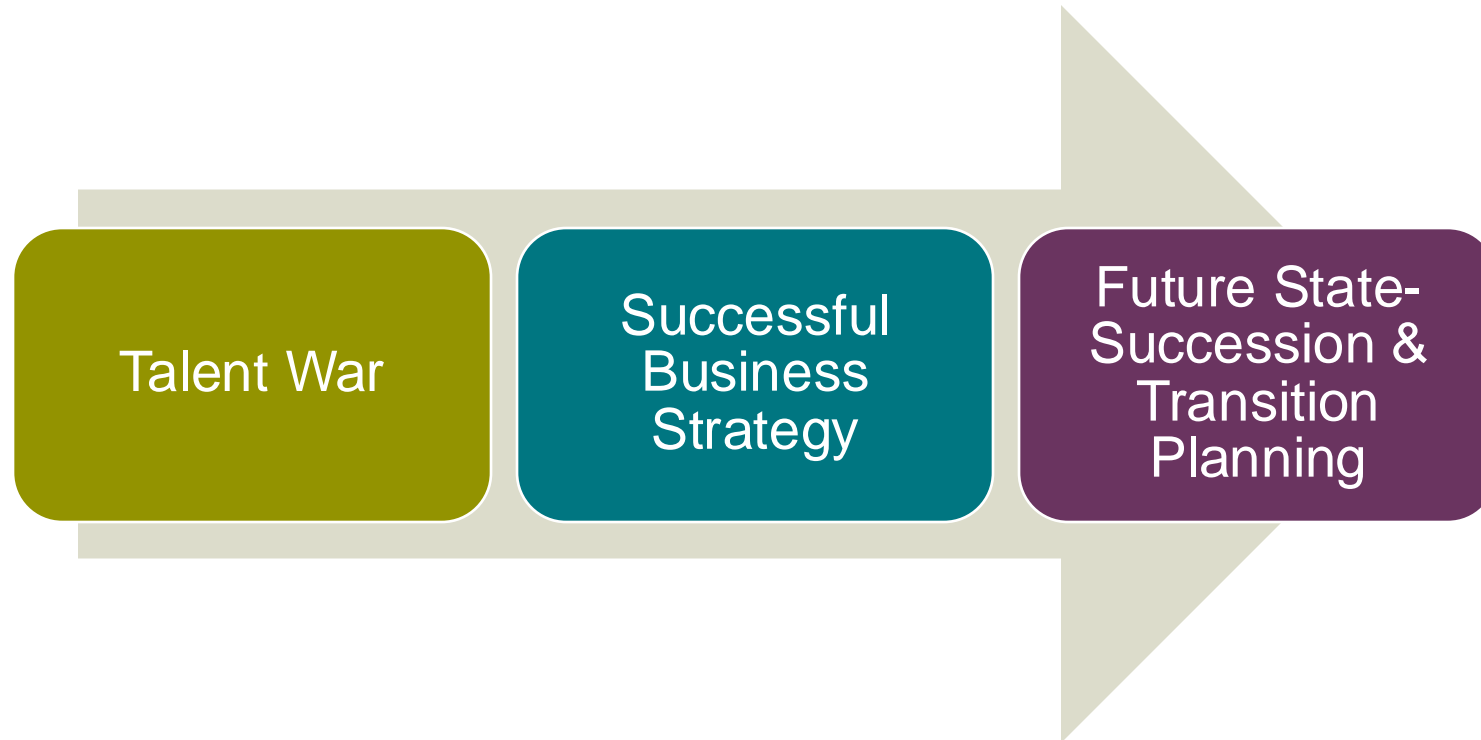 Talent War
Successful
Business
Strategy
Future State-
Succession &
Transition
Planning